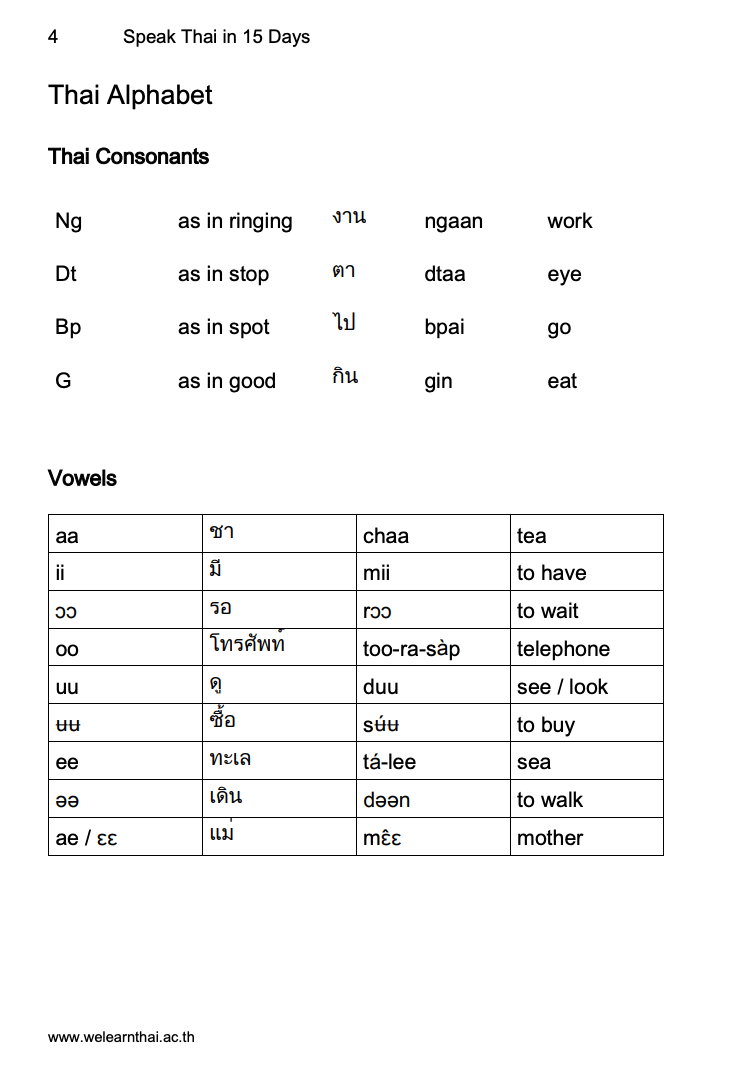 4 Speak Thai in 15 Days
Thai Alphabet
Thai Consonants
Ng as in ringing งาน ngaan work
Dt as in stop ตา dtaa eye
Bp as in spot ไป bpai go
G as in good กิน gin eat
Vowels
aa ชา chaa tea
ii มี mii to have
ɔɔ รอ rɔɔ to wait
oo โทรศัพท์ too-ra-sàp telephone
uu ดู duu see / look
ʉʉ ซื้อ sʉ́ʉ to buy
ee ทะเล tá-lee sea
əə เดิน dəən to walk
ae / ɛɛ แม่ mɛ̂ɛ mother
www.welearnthai.ac.th